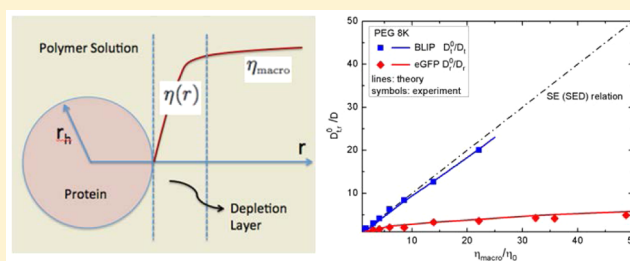 Polymer Solution
η_macro
η(r)
r_h
r
Protein
Depletion
Layer
PEG 8K
BLIP D_t^0/D_t
eGFP D_r^0/D_r
lines: theory
symbols: experiment
SE (SED) relation
D_{t,r}^0/D
50
40
30
20
10
10 20 30 40 50
η_macro/η_0